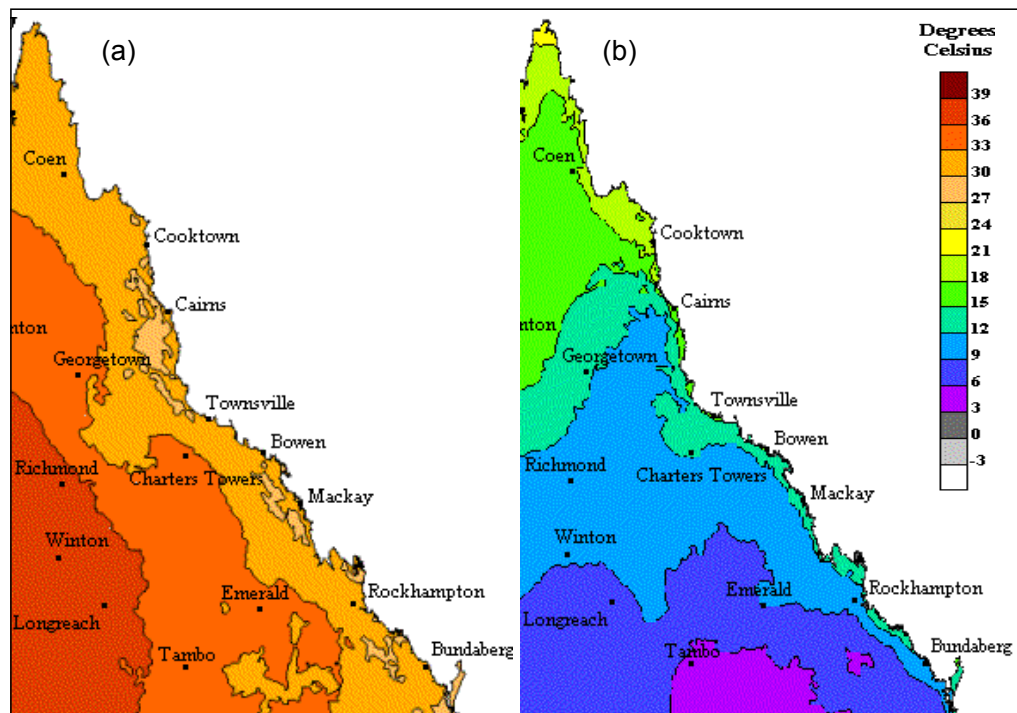 (a)
Coen
Cooktown
Cairns
nton
Georgetown
Townsville
Bowen
Richmond
Charters Towers
Mackay
Winton
Emerald
Rockhampton
Longreach
Tambo
Bundaberg
(b)
Coen
Cooktown
Cairns
nton
Georgetown
Townsville
Bowen
Richmond
Charters Towers
Mackay
Winton
Emerald
Rockhampton
Longreach
Tambo
Bundaberg
Degrees
Celsius
39
36
33
30
27
24
21
18
15
12
9
6
3
0
-3